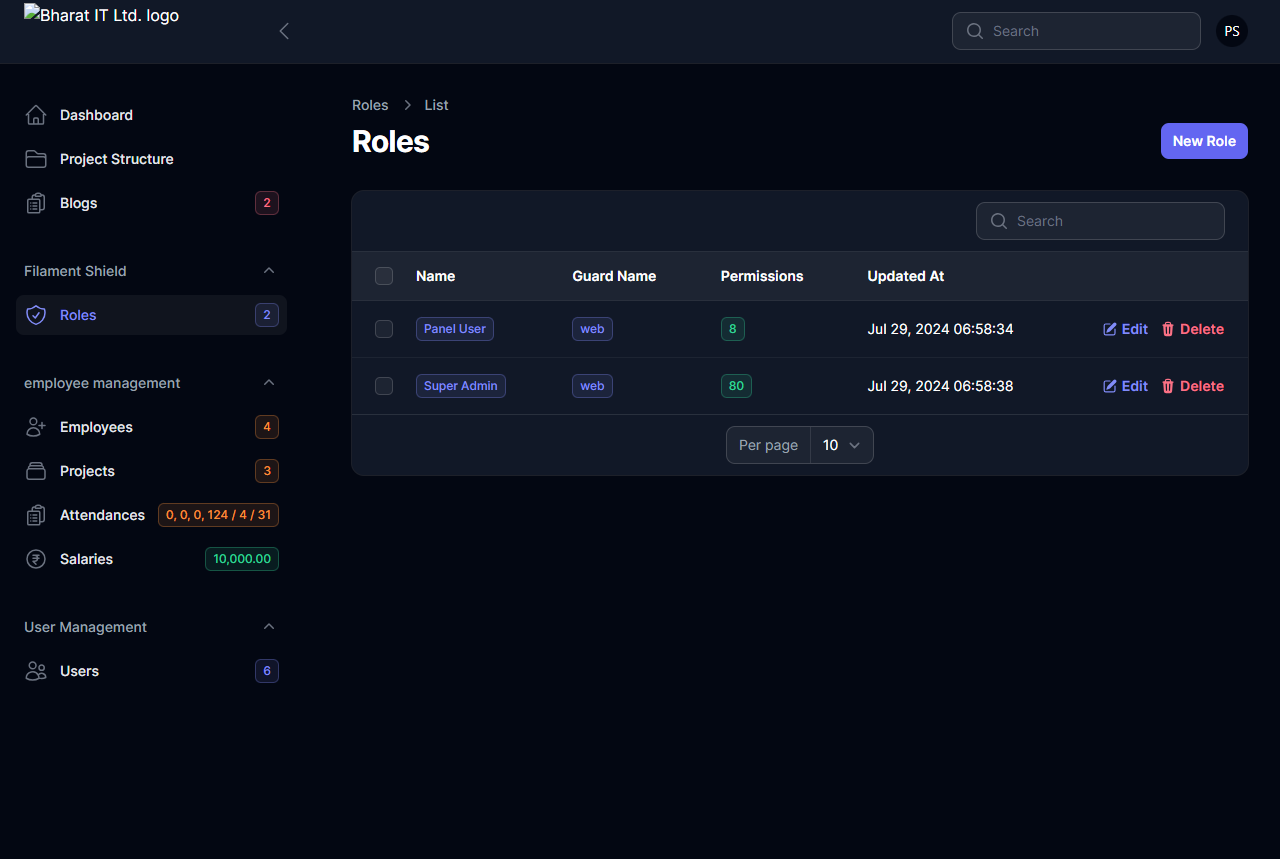 Bharat IT Ltd. logo
Search
PS
Dashboard
Project Structure
Blogs 2
Filament Shield
Roles 2
employee management
Employees 4
Projects 3
Attendances 0, 0, 0, 124 / 4 / 31
Salaries 10,000.00
User Management
Users 6
Roles List
Roles
New Role
Search
Name Guard Name Permissions Updated At
Panel User web 8 Jul 29, 2024 06:58:34 Edit Delete
Super Admin web 80 Jul 29, 2024 06:58:38 Edit Delete
Per page 10